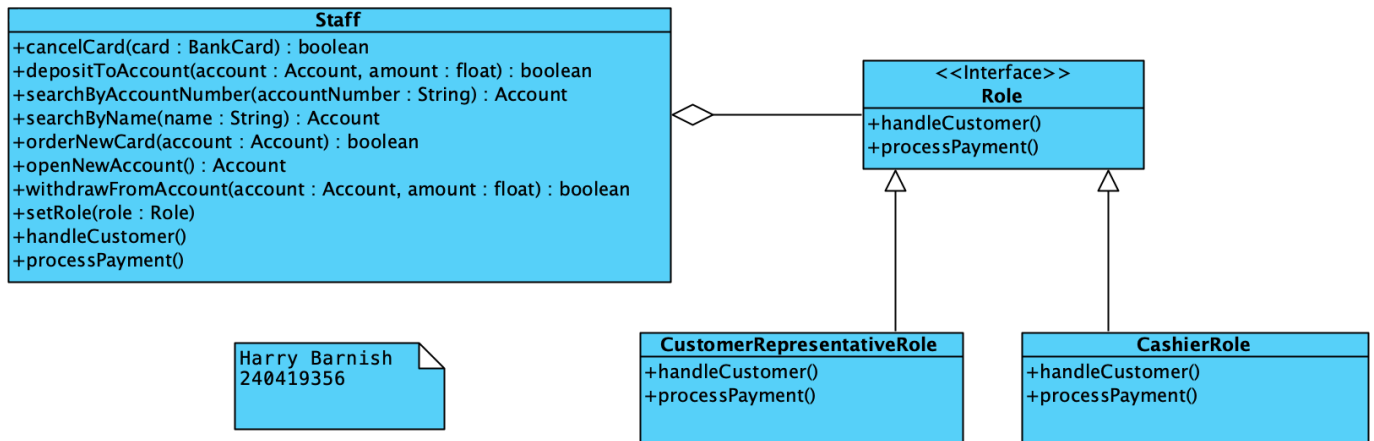 Staff
+cancelCard(card : BankCard) : boolean
+depositToAccount(account : Account, amount : float) : boolean
+searchByAccountNumber(accountNumber : String) : Account
+searchByName(name : String) : Account
+orderNewCard(account : Account) : boolean
+openNewAccount() : Account
+withdrawFromAccount(account : Account, amount : float) : boolean
+setRole(role : Role)
+handleCustomer()
+processPayment()
<<Interface>>
Role
+handleCustomer()
+processPayment()
Harry Barnish
240419356
CustomerRepresentativeRole
+handleCustomer()
+processPayment()
CashierRole
+handleCustomer()
+processPayment()